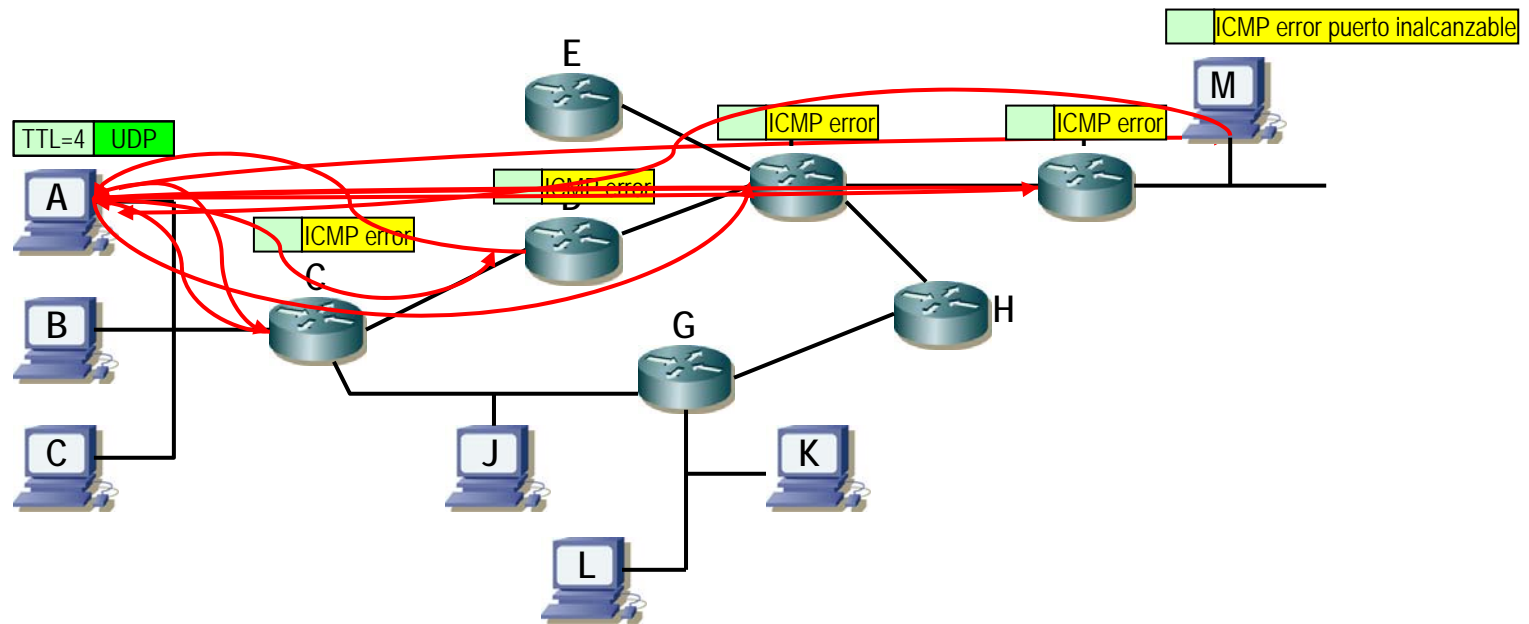 ICMP error puerto inalcanzable
E
M
ICMP error
ICMP error
TTL=4 UDP
ICMP error
A
D
ICMP error
C
B
H
G
C
J
K
L